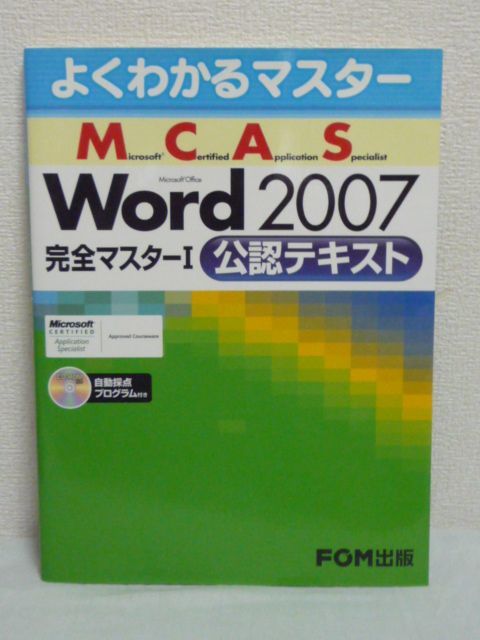 よくわかるマスター
Microsoft® Certified Application Specialist
Microsoft® Office
Word 2007
完全マスターI 公認テキスト
Microsoft
CERTIFIED
Application
Specialist
Approved Courseware
CD-ROM
自動採点
プログラム付き
FOM出版